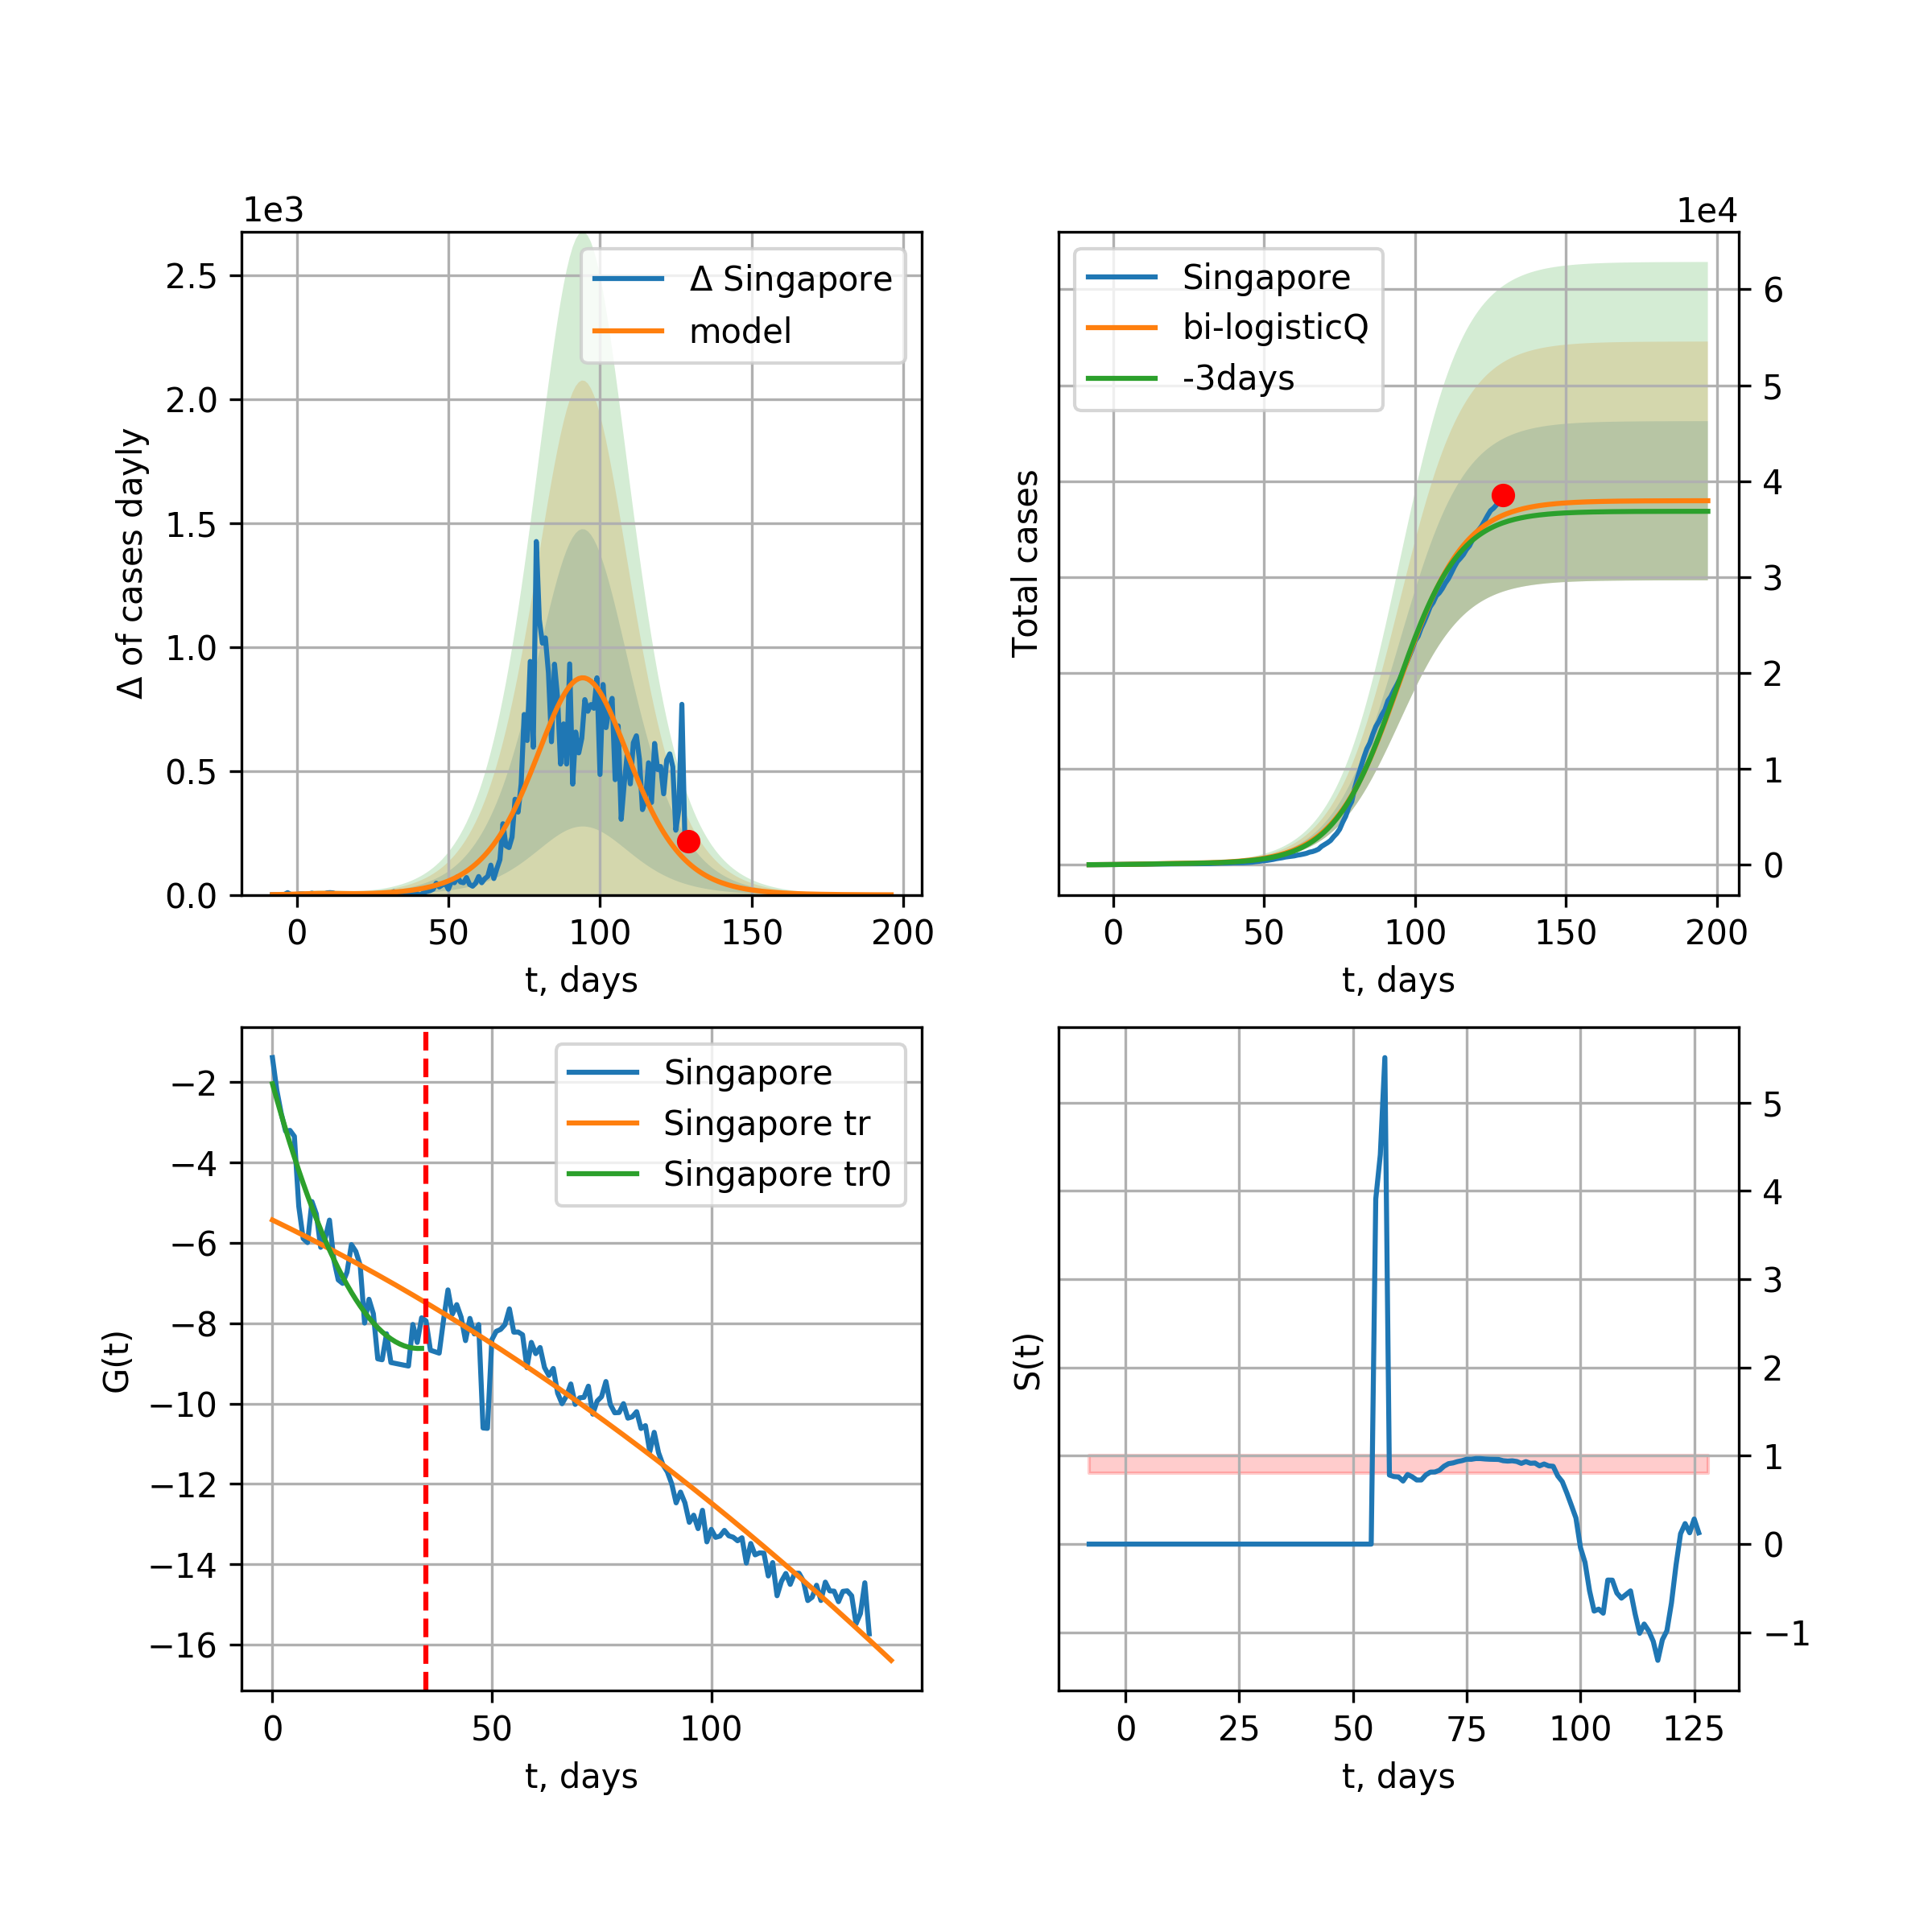 1e3
2.5
2.0
1.5
1.0
0.5
0.0
Δ of cases dayly
Δ Singapore
model
0 50 100 150 200
t, days
1e4
6
5
4
3
2
1
0
Total cases
Singapore
bi-logisticQ
-3days
0 50 100 150 200
t, days
−2
−4
−6
−8
−10
−12
−14
−16
G(t)
Singapore
Singapore tr
Singapore tr0
0 50 100
t, days
5
4
3
2
1
0
−1
S(t)
0 25 50 75 100 125
t, days